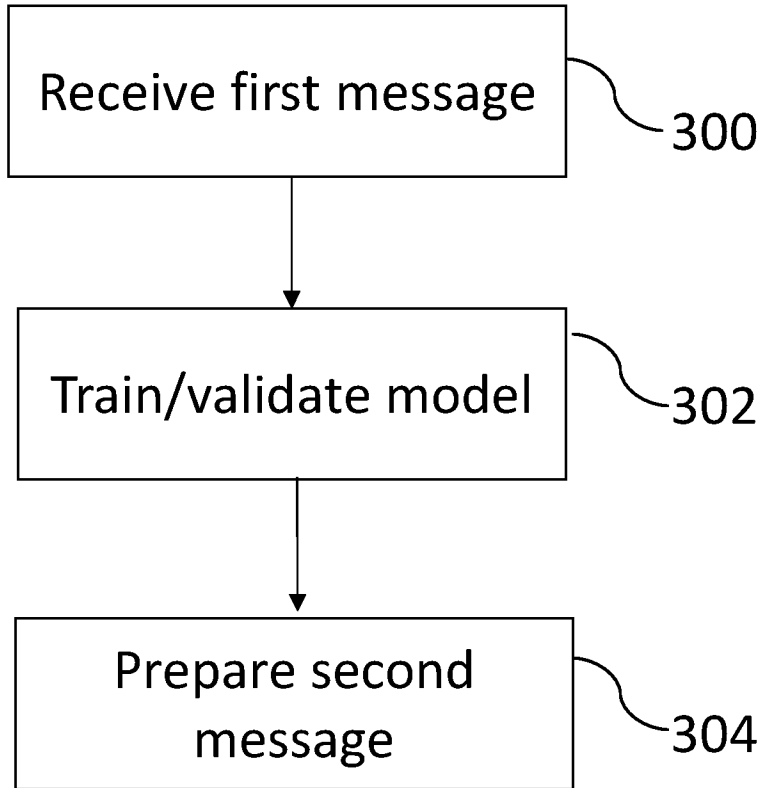 Receive first message
300
Train/validate model
302
Prepare second
message
304